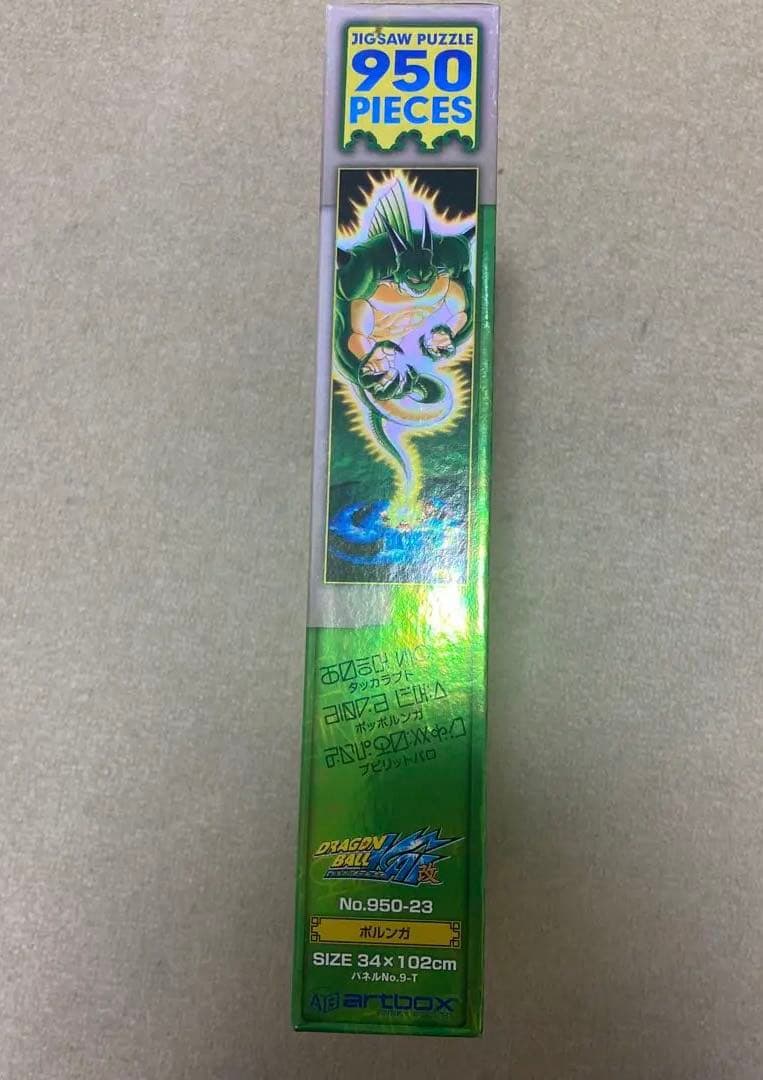 JIGSAW PUZZLE
950
PIECES
タッカラプト
ポッポルンガ
プピリットパロ
DRAGON
BALL
改
No.950-23
ポルンガ
SIZE 34×102cm
パネルNo.9-T
artbox